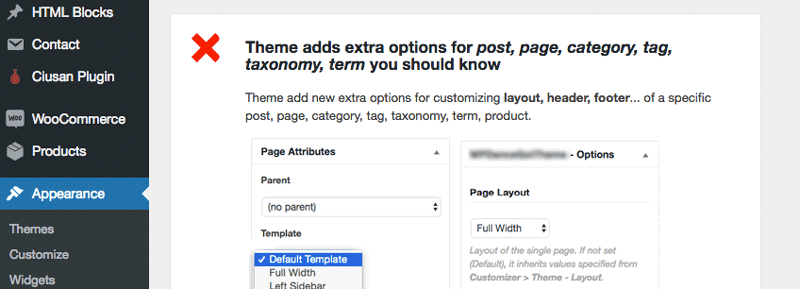 HTML Blocks
Contact
Ciusan Plugin
WOO
WooCommerce
Products
Appearance
Themes
Customize
Widgets
Theme adds extra options for post, page, category, tag,
taxonomy, term you should know
Theme add new extra options for customizing layout, header, footer... of a specific
post, page, category, tag, taxonomy, term, product.
Page Attributes
Parent
(no parent)
Template
✓ Default Template
Full Width
Left Sidebar
- Options
Page Layout
Full Width
Layout of the single page. If not set
(Default), it inherits values specified from
Customizer > Theme - Layout.